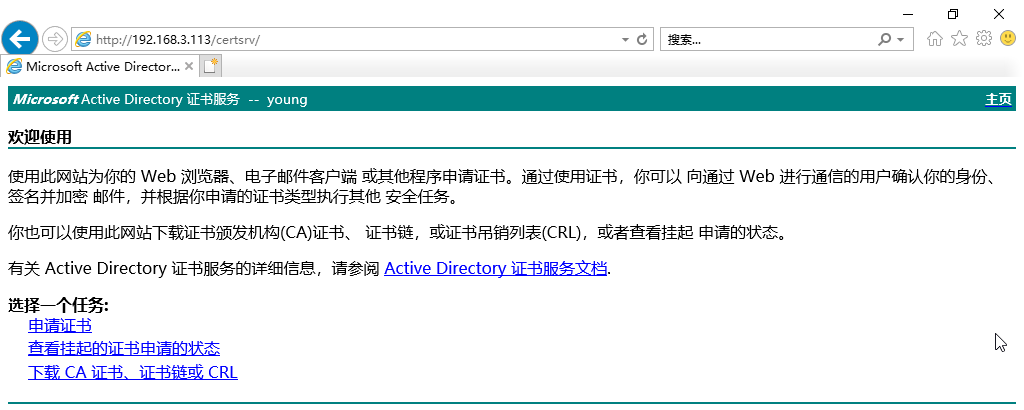 http://192.168.3.113/certsrv/
搜索...
Microsoft Active Director...
Microsoft Active Directory 证书服务 -- young
主页
欢迎使用
使用此网站为你的 Web 浏览器、电子邮件客户端 或其他程序申请证书。通过使用证书，你可以 向通过 Web 进行通信的用户确认你的身份、
签名并加密 邮件，并根据你申请的证书类型执行其他 安全任务。
你也可以使用此网站下载证书颁发机构(CA)证书、 证书链，或证书吊销列表(CRL)，或者查看挂起 申请的状态。
有关 Active Directory 证书服务的详细信息，请参阅 Active Directory 证书服务文档.
选择一个任务:
申请证书
查看挂起的证书申请的状态
下载 CA 证书、证书链或 CRL